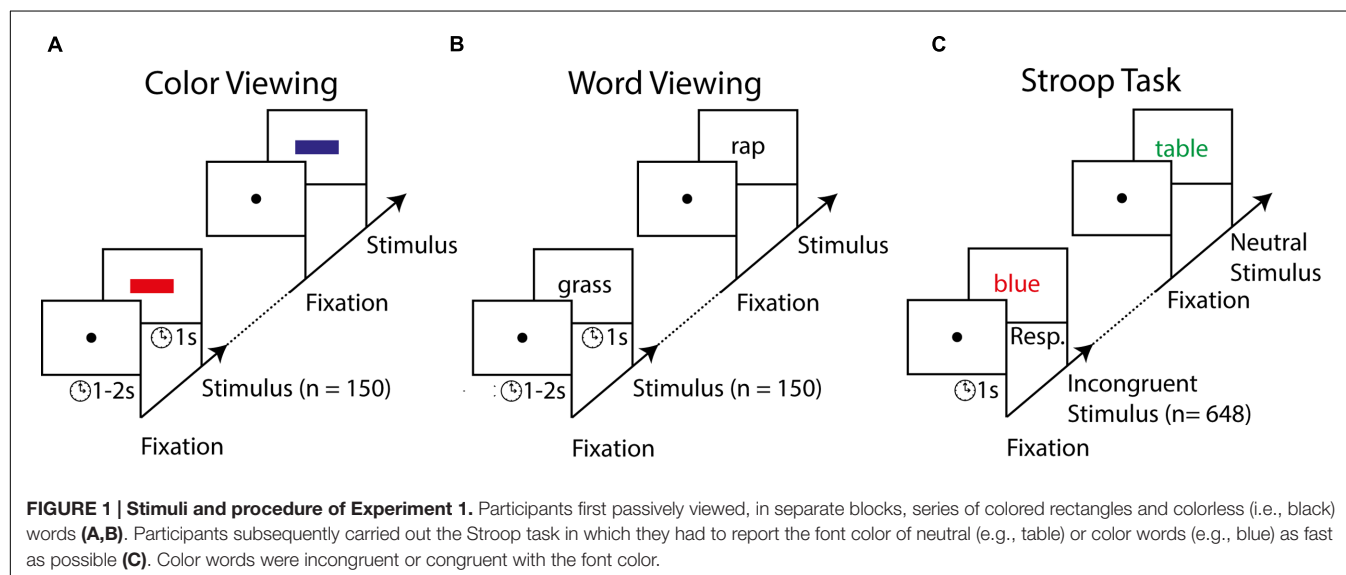 A
Color Viewing
1s
Stimulus
Fixation
1-2s
Stimulus (n = 150)
Fixation
B
Word Viewing
rap
grass
1s
Stimulus
Fixation
: 1-2s
Stimulus (n = 150)
Fixation
C
Stroop Task
table
blue
Resp.
Neutral
Stimulus
Fixation
1s
Incongruent
Stimulus (n= 648)
Fixation
FIGURE 1 | Stimuli and procedure of Experiment 1. Participants first passively viewed, in separate blocks, series of colored rectangles and colorless (i.e., black)
words (A,B). Participants subsequently carried out the Stroop task in which they had to report the font color of neutral (e.g., table) or color words (e.g., blue) as fast
as possible (C). Color words were incongruent or congruent with the font color.